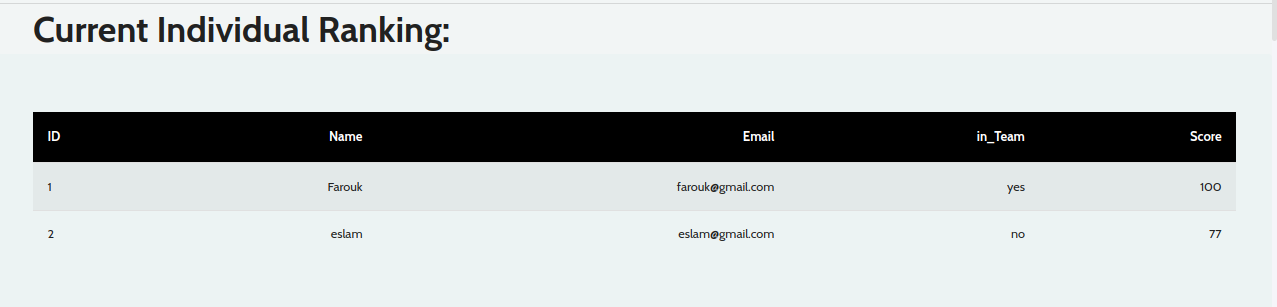 Current Individual Ranking:
ID Name Email in_Team Score
1 Farouk farouk@gmail.com yes 100
2 eslam eslam@gmail.com no 77